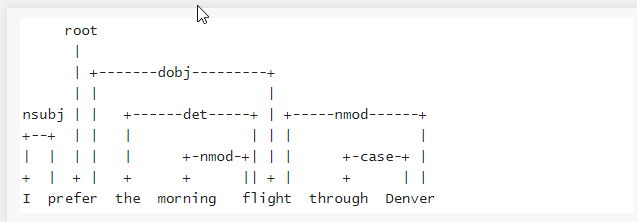 root
|
| +-------dobj---------+
| |                    |
nsubj | |   +------det-----+ | +-----nmod------+
+--+  | |   |              | | |               |
|  |  | |   |      +-nmod-+| | |      +-case-+ |
+  |  + |   +      +      || + |      +      | |
I  prefer  the  morning   flight  through  Denver